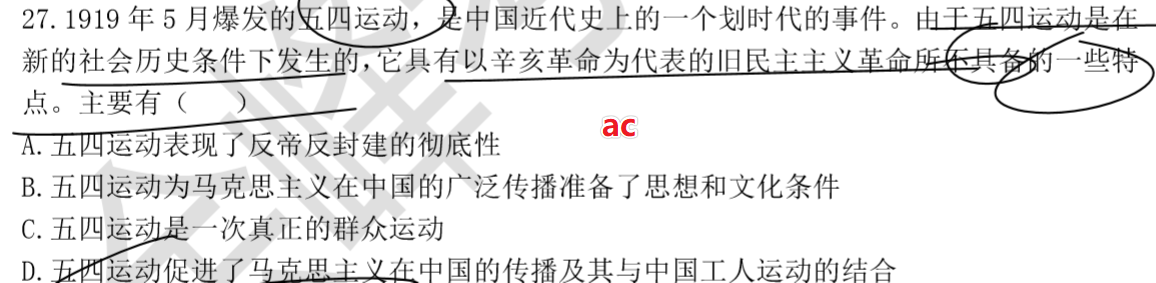 27.1919 年 5 月爆发的五四运动，是中国近代史上的一个划时代的事件。由于五四运动是在
新的社会历史条件下发生的,它具有以辛亥革命为代表的旧民主主义革命所不具备的一些特
点。主要有（　　）
ac
A.五四运动表现了反帝反封建的彻底性
B.五四运动为马克思主义在中国的广泛传播准备了思想和文化条件
C.五四运动是一次真正的群众运动
D.五四运动促进了马克思主义在中国的传播及其与中国工人运动的结合